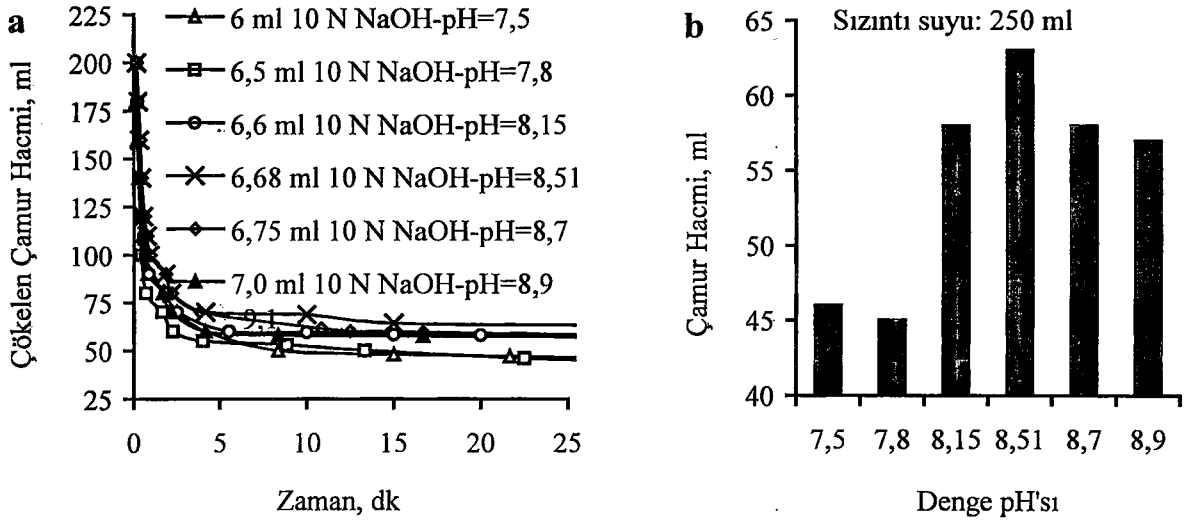 a
Çökelen Çamur Hacmi, ml
225
200
175
150
125
100
75
50
25
6 ml 10 N NaOH-pH=7,5
6,5 ml 10 N NaOH-pH=7,8
6,6 ml 10 N NaOH-pH=8,15
6,68 ml 10 N NaOH-pH=8,51
6,75 ml 10 N NaOH-pH=8,7
7,0 ml 10 N NaOH-pH=8,9
9,1
0 5 10 15 20 25
Zaman, dk
b
Sızıntı suyu: 250 ml
Çamur Hacmi, ml
65
60
55
50
45
40
7,5 7,8 8,15 8,51 8,7 8,9
Denge pH'sı